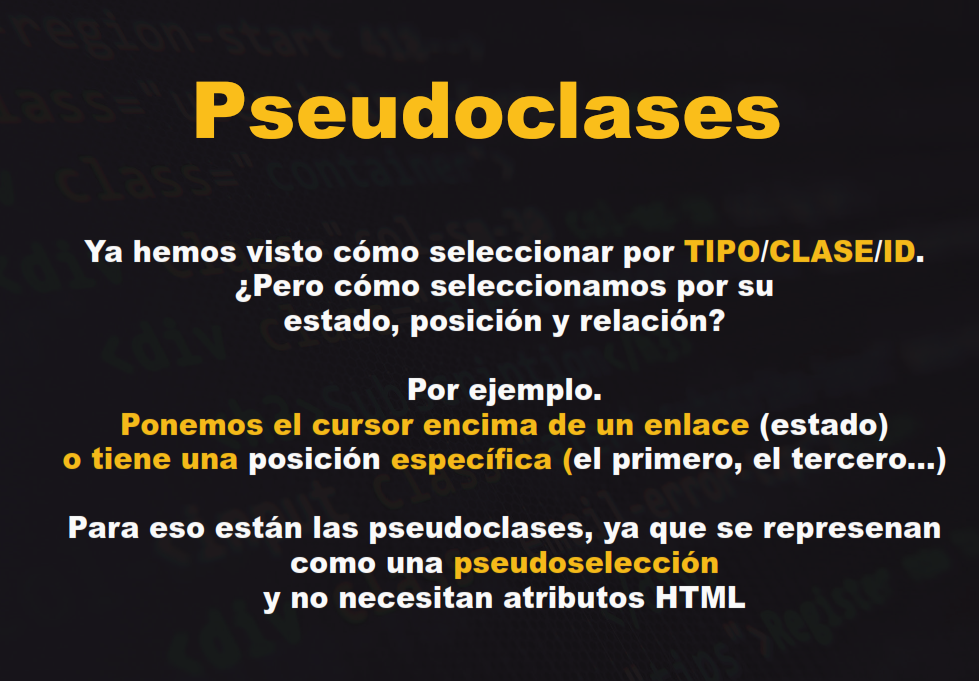 Pseudoclases
Ya hemos visto cómo seleccionar por TIPO/CLASE/ID.
¿Pero cómo seleccionamos por su
estado, posición y relación?
Por ejemplo.
Ponemos el cursor encima de un enlace (estado)
o tiene una posición específica (el primero, el tercero...)
Para eso están las pseudoclases, ya que se represenan
como una pseudoselección
y no necesitan atributos HTML